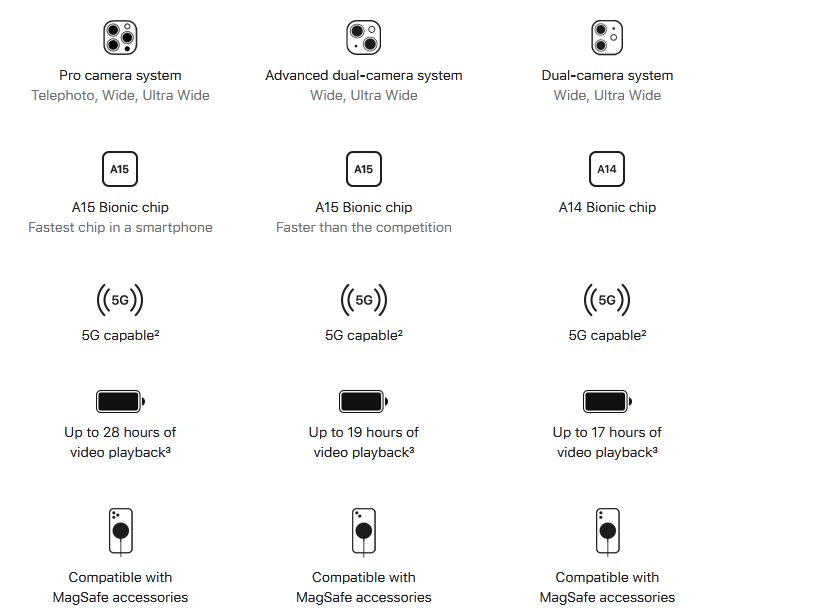 Pro camera system
Telephoto, Wide, Ultra Wide
Advanced dual-camera system
Wide, Ultra Wide
Dual-camera system
Wide, Ultra Wide
A15
A15 Bionic chip
Fastest chip in a smartphone
A15
A15 Bionic chip
Faster than the competition
A14
A14 Bionic chip
5G
5G capable²
5G
5G capable²
5G
5G capable²
Up to 28 hours of
video playback³
Up to 19 hours of
video playback³
Up to 17 hours of
video playback³
Compatible with
MagSafe accessories
Compatible with
MagSafe accessories
Compatible with
MagSafe accessories